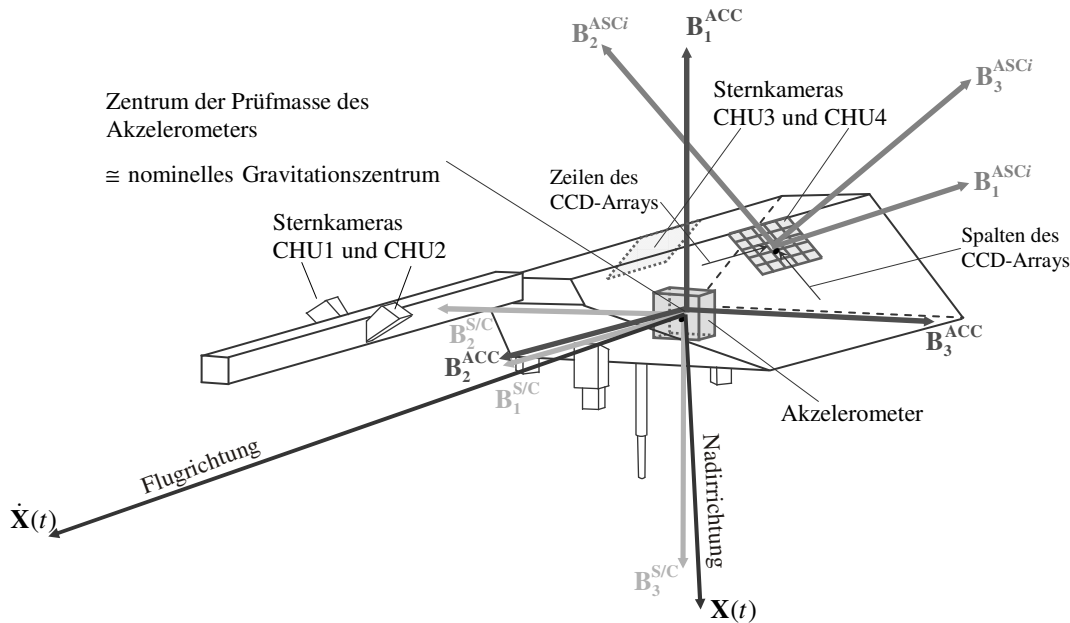 B₁^ACC
B₂^ASCi
B₃^ASCi
Sternkameras
CHU3 und CHU4
Zentrum der Prüfmasse des
Akzelerometers
≅ nominelles Gravitationszentrum
Zeilen des
CCD-Arrays
B₁^ASCi
Sternkameras
CHU1 und CHU2
Spalten des
CCD-Arrays
B₂^S/C
B₃^ACC
B₂^ACC
B₁^S/C
Akzelerometer
Flugrichtung
Nadirrichtung
Ẋ(t)
B₃^S/C
X(t)